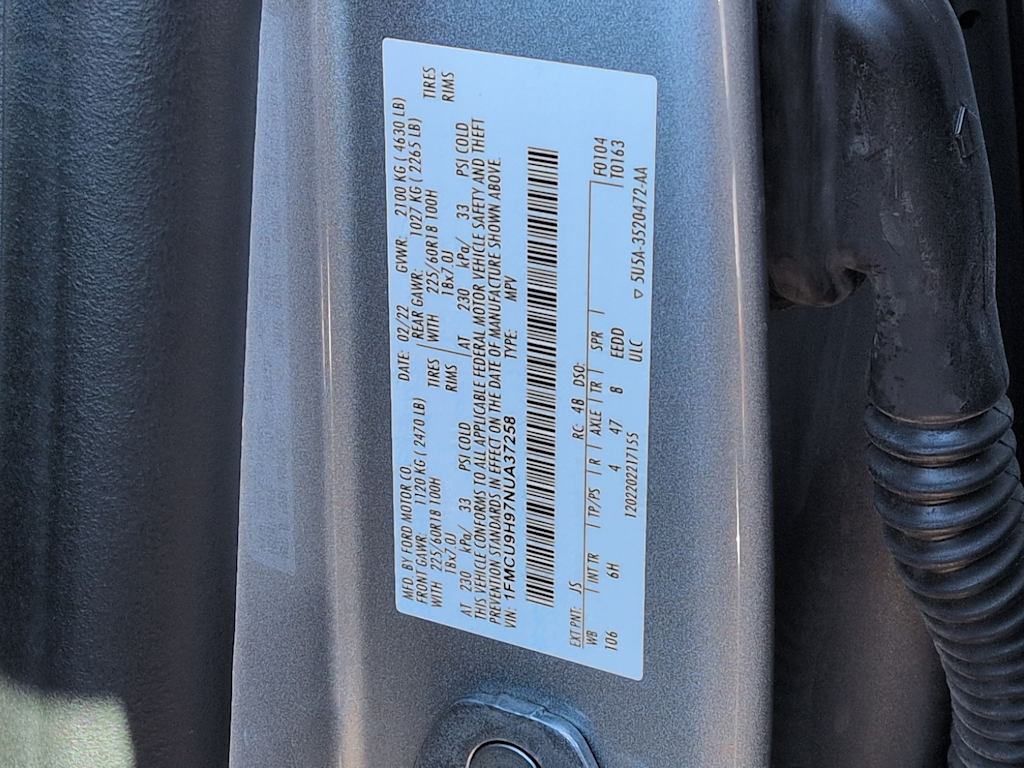 MFD. BY FORD MOTOR CO. DATE: 02/22 GVWR: 2100 KG ( 4630 LB)
FRONT GAWR: 1120 KG ( 2470 LB) REAR GAWR: 1027 KG ( 2265 LB)
WITH 225/60R18 100H TIRES WITH 225/60R18 100H TIRES
18x7.0J RIMS 18x7.0J RIMS
AT 230 kPa/ 33 PSI COLD AT 230 kPa/ 33 PSI COLD
THIS VEHICLE CONFORMS TO ALL APPLICABLE FEDERAL MOTOR VEHICLE SAFETY AND THEFT
PREVENTION STANDARDS IN EFFECT ON THE DATE OF MANUFACTURE SHOWN ABOVE.
VIN: 1FMCU9H97NUA37258 TYPE: MPV
EXT PNT: JS RC: 4B DSO: F0104
WB INT TR TP/PS R AXLE TR SPR T0163
106 6H 4 47 8 EEDD
12022022171SS ULC ▽ 5U5A-3520472-AA